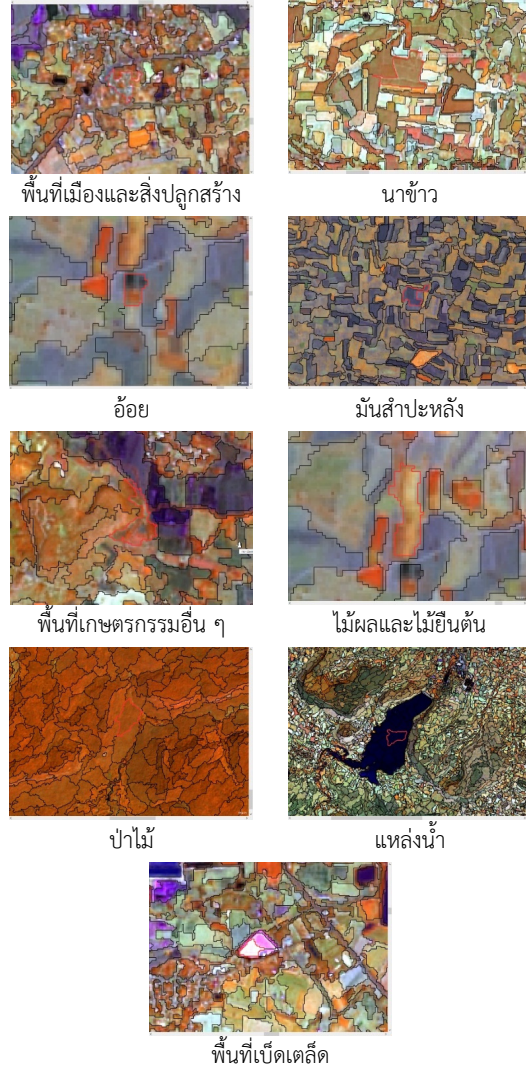 พื้นที่เมืองและสิ่งปลูกสร้าง
นาข้าว
อ้อย
มันสำปะหลัง
พื้นที่เกษตรกรรมอื่น ๆ
ไม้ผลและไม้ยืนต้น
ป่าไม้
แหล่งน้ำ
พื้นที่เบ็ดเตล็ด